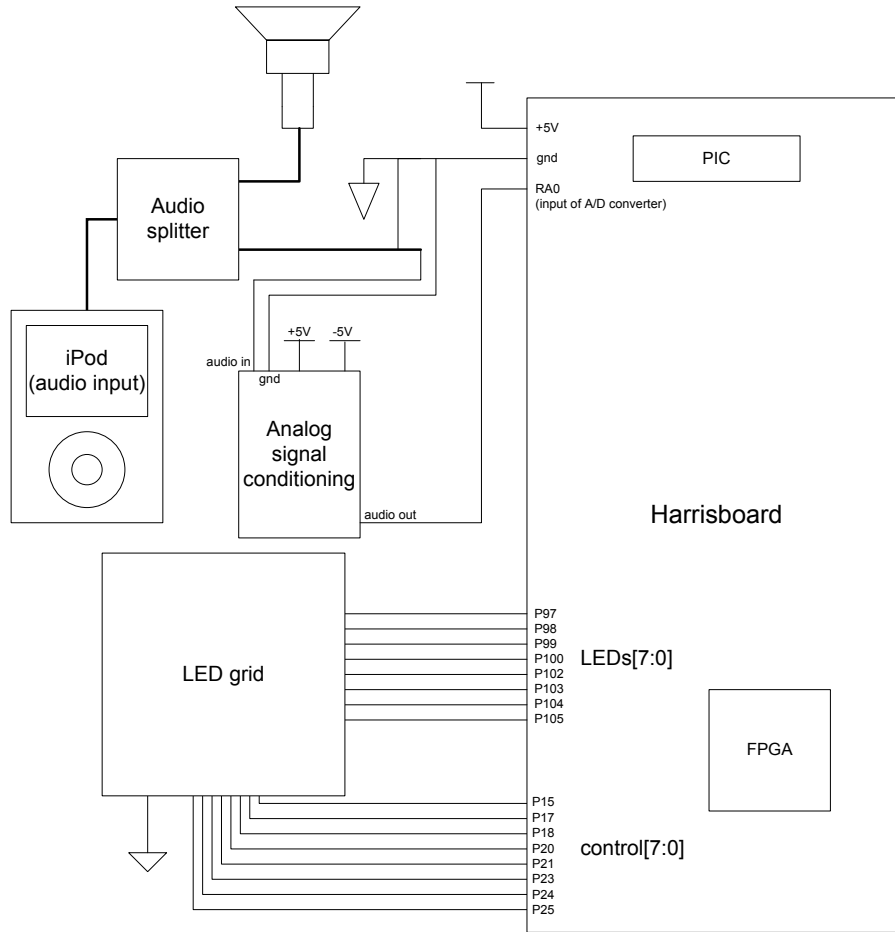 +5V
gnd
PIC
RA0
(input of A/D converter)
Audio
splitter
iPod
(audio input)
+5V
-5V
audio in
gnd
Analog
signal
conditioning
audio out
Harrisboard
LED grid
P97
P98
P99
P100
P102
P103
P104
P105
LEDs[7:0]
FPGA
P15
P17
P18
P20
P21
P23
P24
P25
control[7:0]